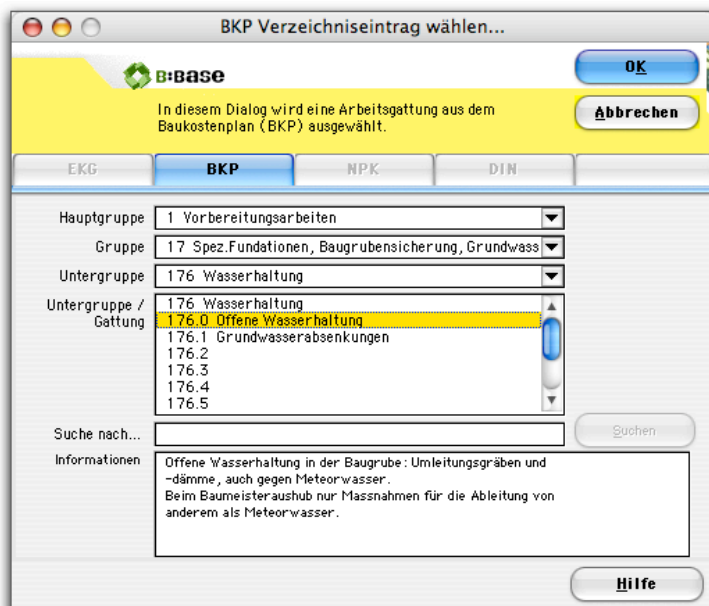 BKP Verzeichniseintrag wählen...
B:BASE
OK
In diesem Dialog wird eine Arbeitsgattung aus dem
Baukostenplan (BKP) ausgewählt.
Abbrechen
EKG BKP NPK DIN
Hauptgruppe 1 Vorbereitungsarbeiten
Gruppe 17 Spez.Fundationen, Baugrubensicherung, Grundwass
Untergruppe 176 Wasserhaltung
Untergruppe /
Gattung
176 Wasserhaltung
176.0 Offene Wasserhaltung
176.1 Grundwasserabsenkungen
176.2
176.3
176.4
176.5
Suche nach... Suchen
Informationen
Offene Wasserhaltung in der Baugrube: Umleitungsgräben und
-dämme, auch gegen Meteorwasser.
Beim Baumeisteraushub nur Massnahmen für die Ableitung von
anderem als Meteorwasser.
Hilfe